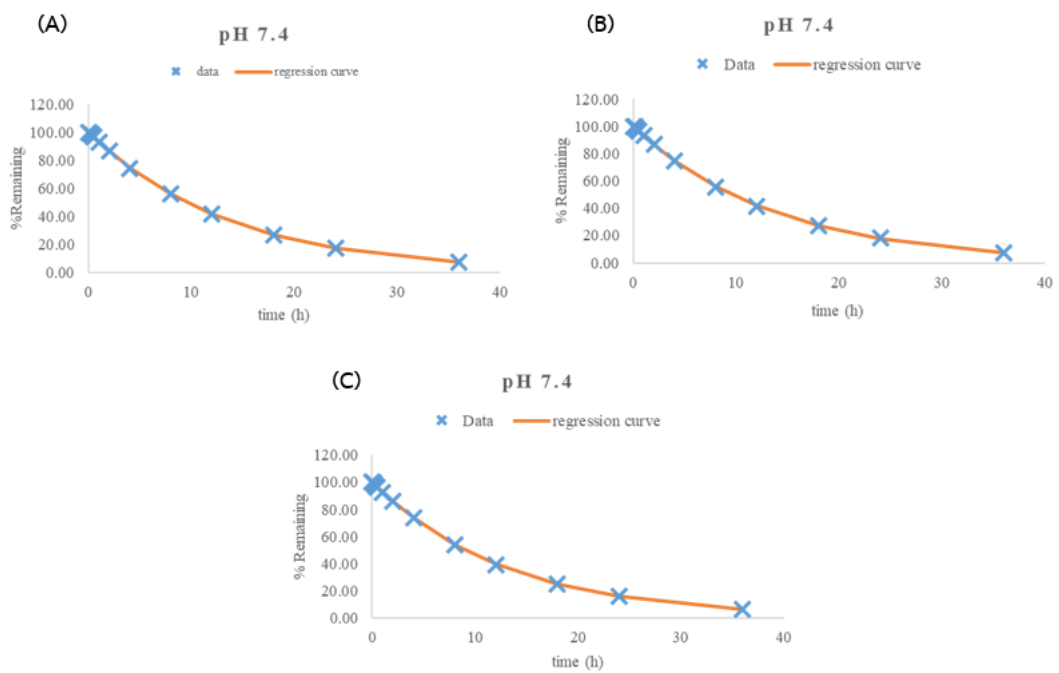 (A)
pH 7.4
data regression curve
120.00
100.00
80.00
60.00
40.00
20.00
0.00
%Remaining
0 10 20 30 40
time (h)
(B)
pH 7.4
Data regression curve
120.00
100.00
80.00
60.00
40.00
20.00
0.00
% Remaining
0 10 20 30 40
time (h)
(C)
pH 7.4
Data regression curve
120.00
100.00
80.00
60.00
40.00
20.00
0.00
% Remaining
0 10 20 30 40
time (h)